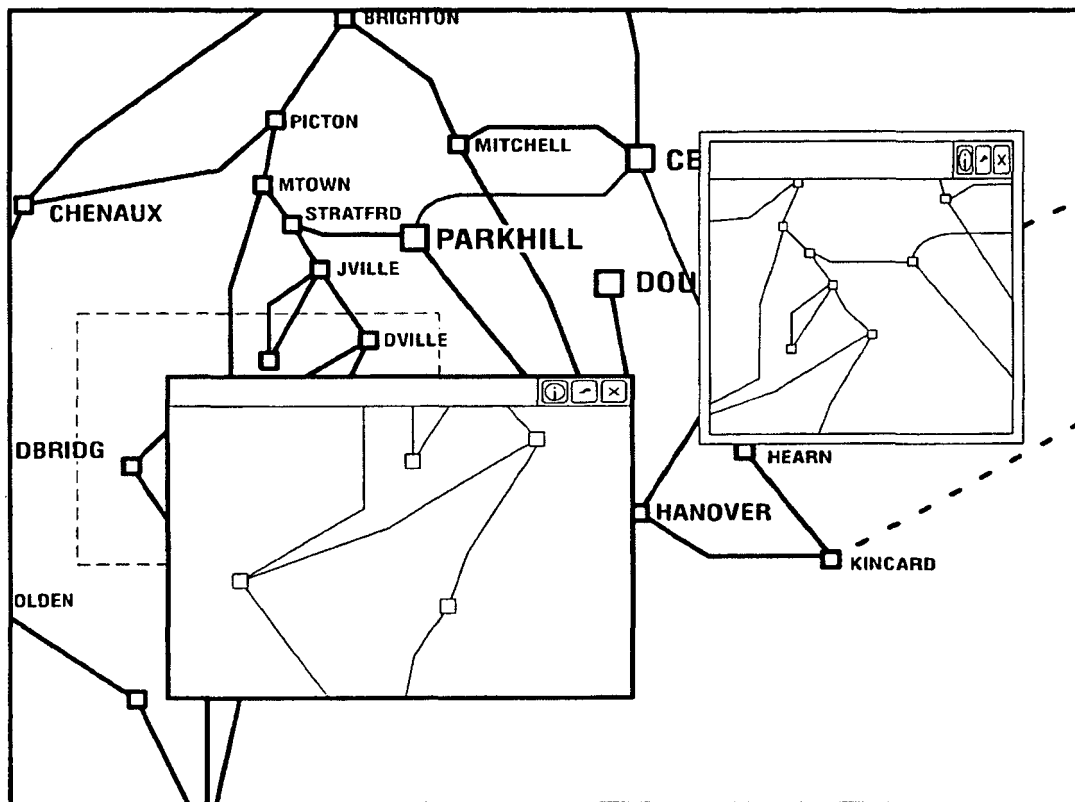 BRIGHTON
PICTON
MITCHELL
CE
MTOWN
CHENAUX
STRATFRD
PARKHILL
JVILLE
DOU
DVILLE
DBRIDG
HEARN
HANOVER
KINCARD
OLDEN